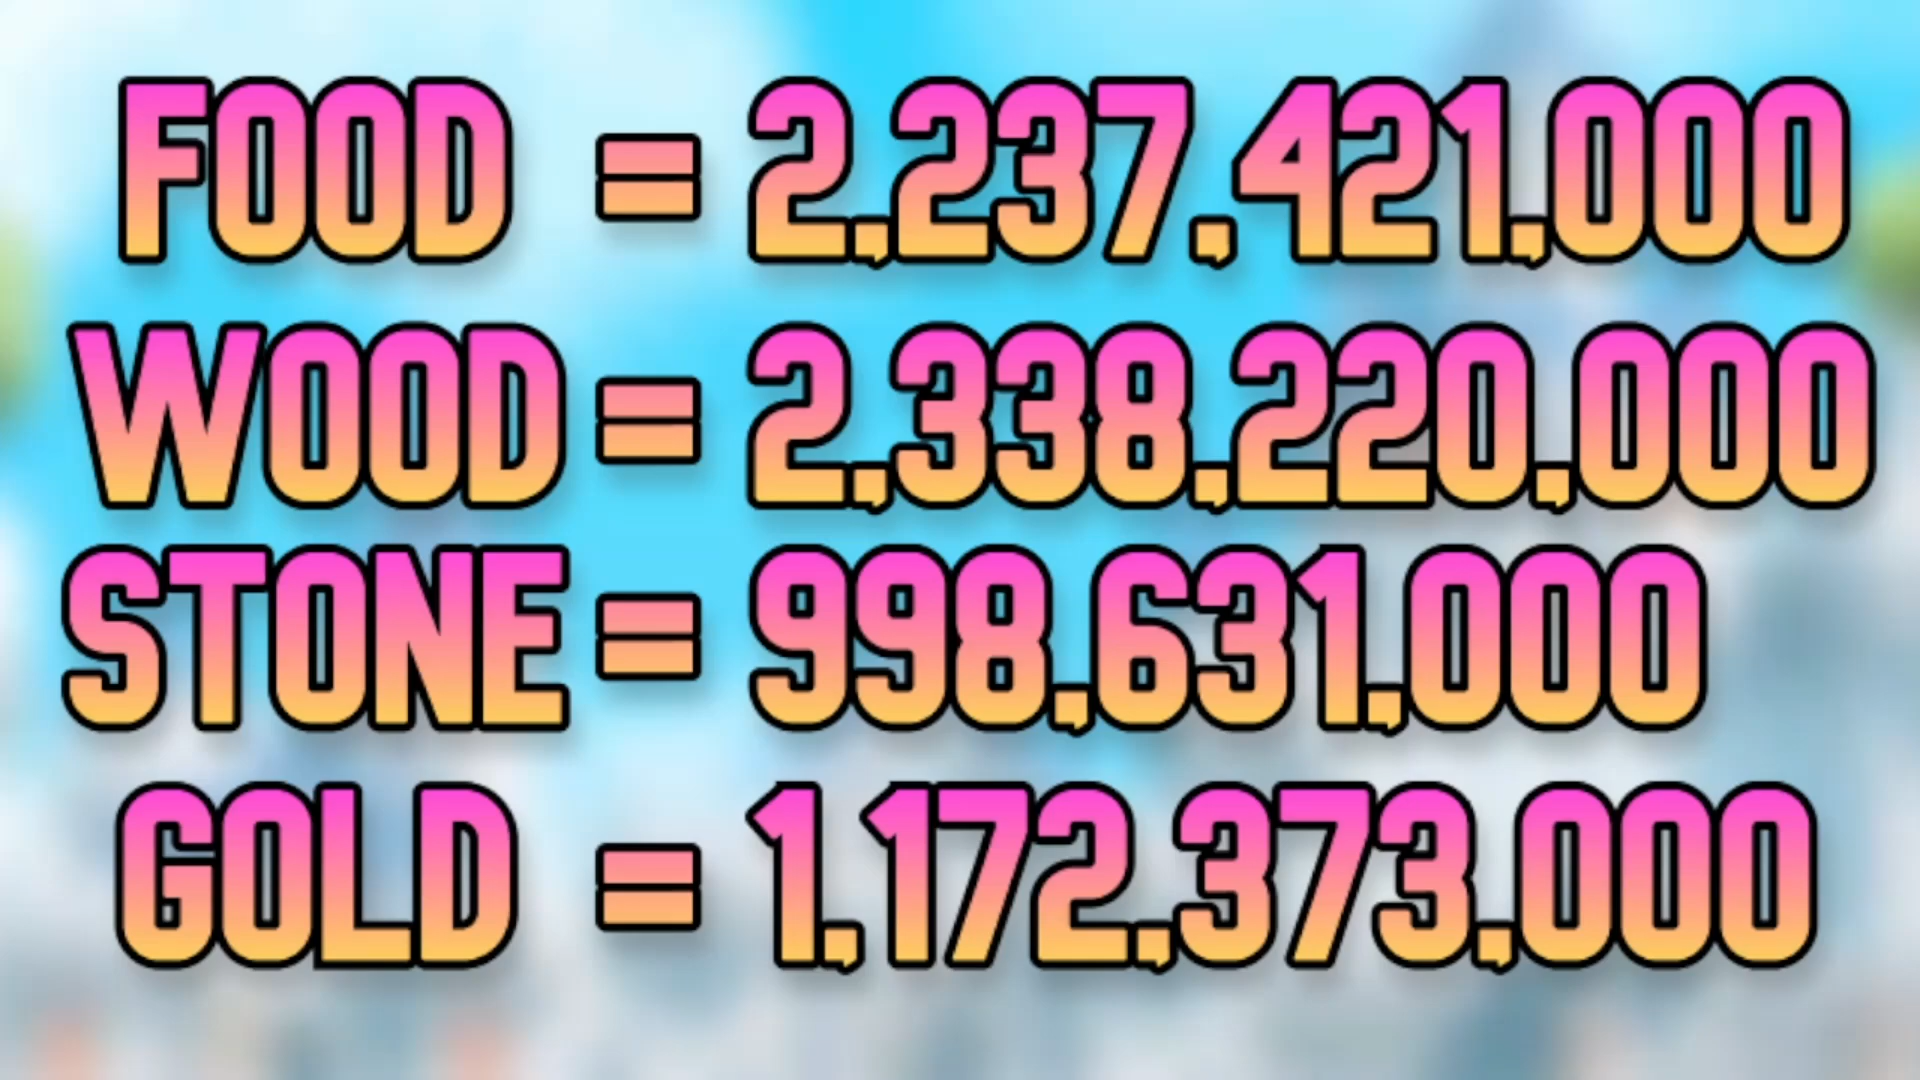 FOOD = 2,237,421,000
WOOD = 2,338,220,000
STONE = 998,631,000
GOLD = 1,172,373,000